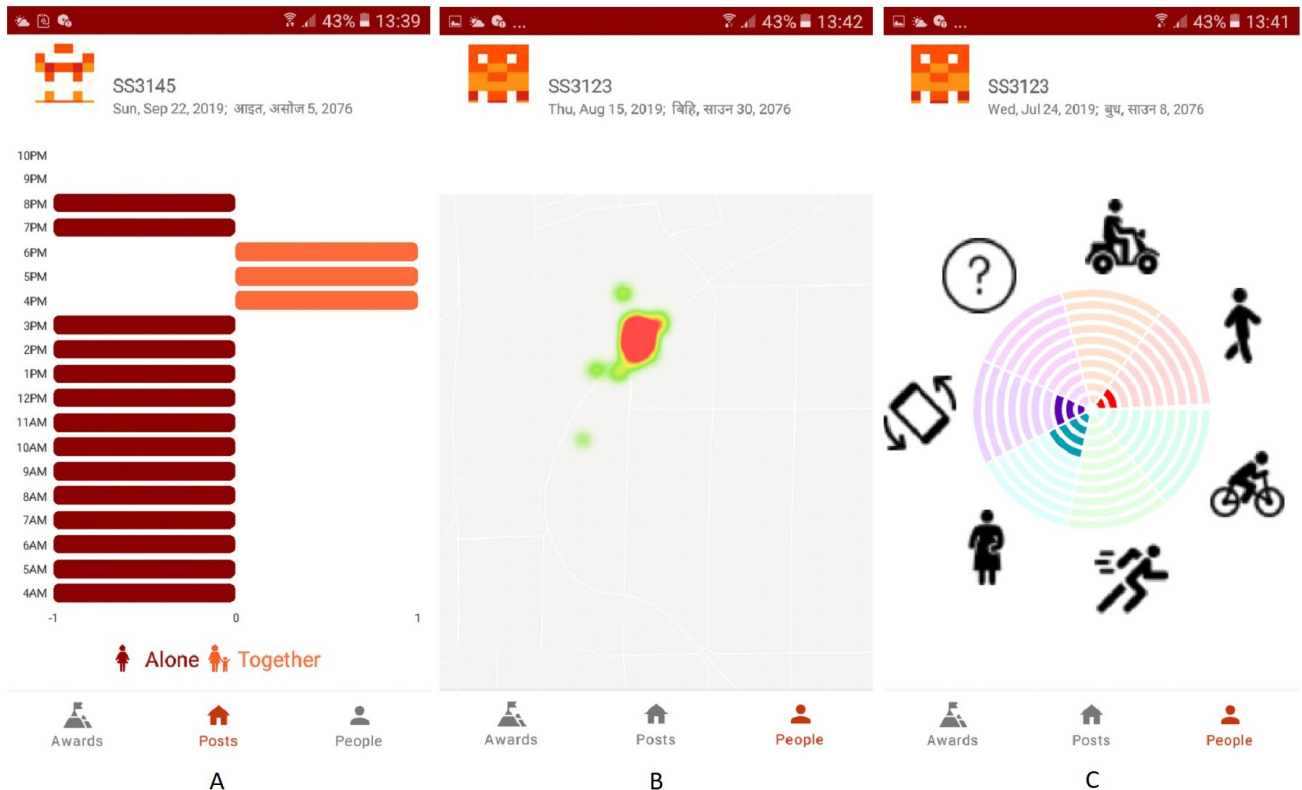 43% 13:39
SS3145
Sun, Sep 22, 2019; आइत, असोज 5, 2076
10PM
9PM
8PM
7PM
6PM
5PM
4PM
3PM
2PM
1PM
12PM
11AM
10AM
9AM
8AM
7AM
6AM
5AM
4AM
-1 0 1
Alone Together
Awards Posts People
A
... 43% 13:42
SS3123
Thu, Aug 15, 2019; बिहि, साउन 30, 2076
Awards Posts People
B
... 43% 13:41
SS3123
Wed, Jul 24, 2019; बुध, साउन 8, 2076
?
Awards Posts People
C